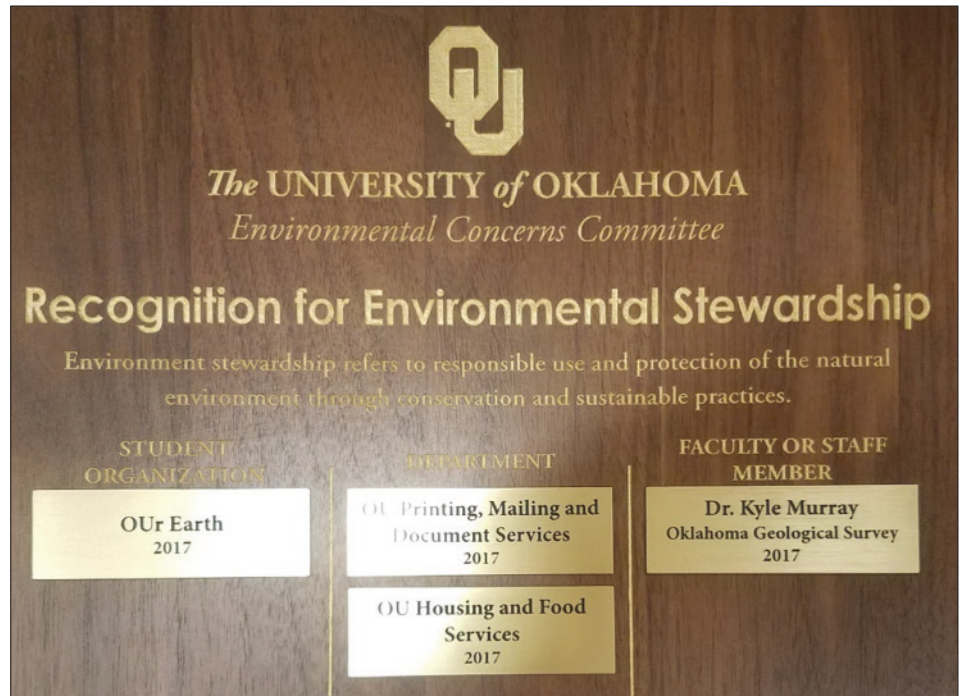 OU
The UNIVERSITY of OKLAHOMA
Environmental Concerns Committee
Recognition for Environmental Stewardship
Environment stewardship refers to responsible use and protection of the natural
environment through conservation and sustainable practices.
STUDENT
ORGANIZATION
OUr Earth
2017
DEPARTMENT
OU Printing, Mailing and
Document Services
2017
OU Housing and Food
Services
2017
FACULTY OR STAFF
MEMBER
Dr. Kyle Murray
Oklahoma Geological Survey
2017